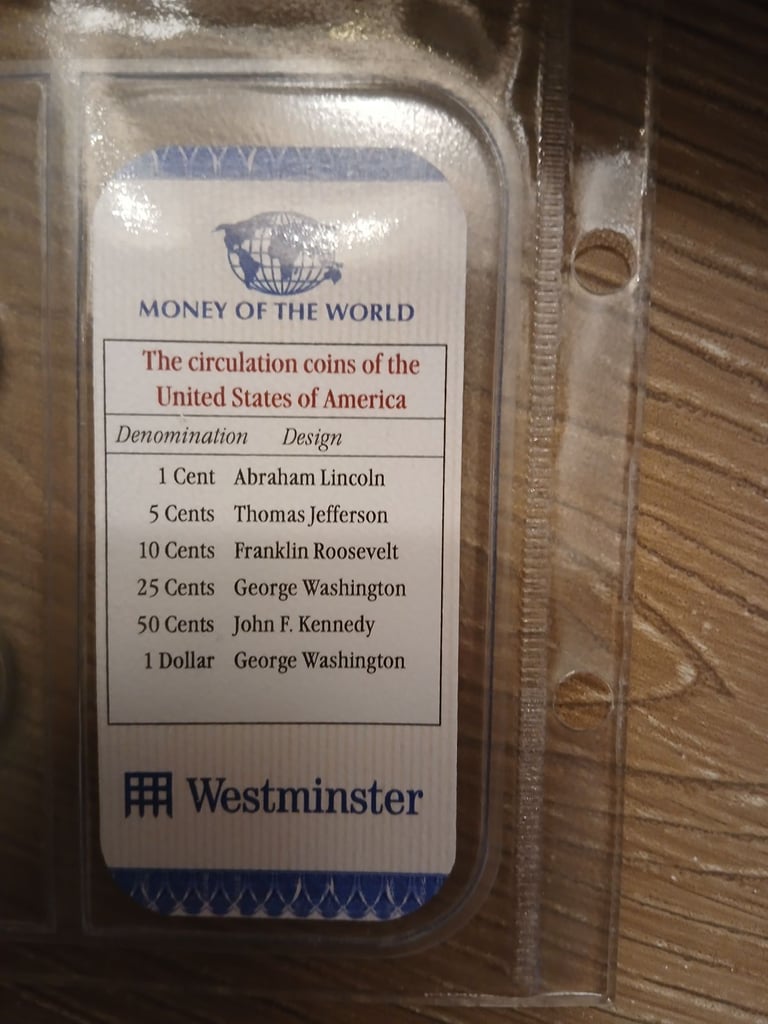 MONEY OF THE WORLD
The circulation coins of the
United States of America
Denomination Design
1 Cent Abraham Lincoln
5 Cents Thomas Jefferson
10 Cents Franklin Roosevelt
25 Cents George Washington
50 Cents John F. Kennedy
1 Dollar George Washington
Westminster